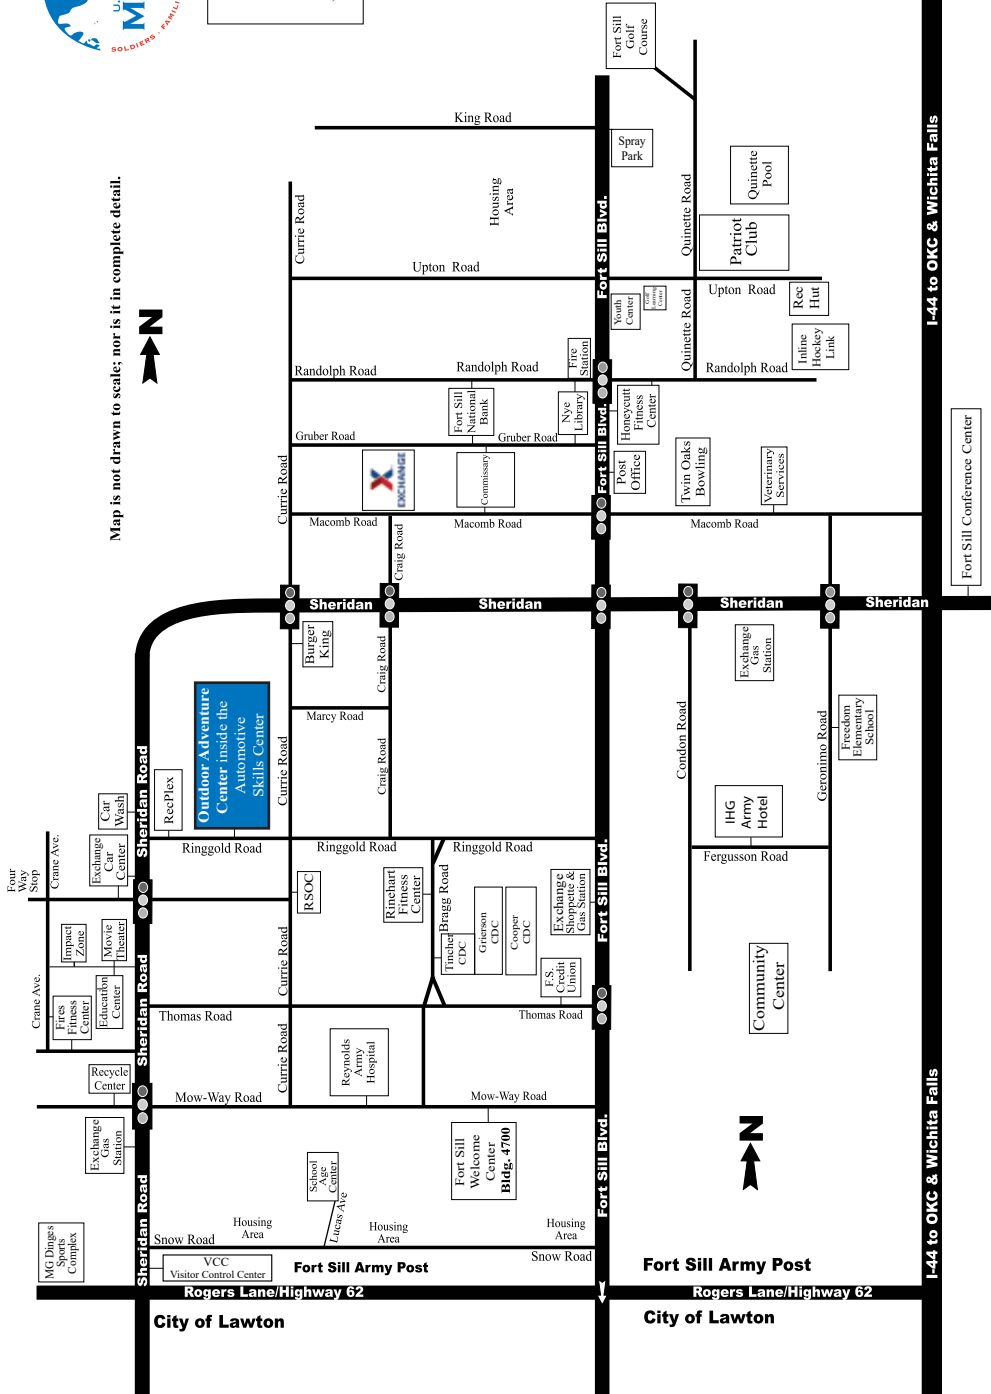 U.S.
M
SOLDIERS · FAMILI
Map is not drawn to scale; nor is it in complete detail.
N
Fort Sill
Golf
Course
King Road
Spray
Park
Housing
Area
Currie Road
Fort Sill Blvd.
Quinette Road
Quinette
Pool
Patriot
Club
I-44 to OKC & Wichita Falls
Upton Road
Upton Road
Youth
Center
Golf
Learning
Center
Quinette Road
Rec
Hut
Inline
Hockey
Link
Randolph Road
Randolph Road
Randolph Road
Fire
Station
Fort Sill
National
Bank
Nye
Library
Honeycutt
Fitness
Center
Fort Sill Blvd.
Gruber Road
Gruber Road
Currie Road
X
EXCHANGE
Commissary
Post
Office
Twin Oaks
Bowling
Veterinary
Services
Macomb Road
Macomb Road
Macomb Road
Craig Road
Fort Sill Conference Center
Sheridan
Sheridan
Sheridan
Sheridan
Burger
King
Craig Road
Exchange
Gas
Station
Marcy Road
Outdoor Adventure
Center inside the
Automotive
Skills Center
Currie Road
Craig Road
Condon Road
Geronimo Road
Freedom
Elementary
School
RecPlex
Car
Wash
Sheridan Road
IHG
Army
Hotel
Exchange
Car
Center
Crane Ave.
Four
Way
Stop
Ringgold Road
Ringgold Road
Ringgold Road
Fergusson Road
RSOC
Rinehart
Fitness
Center
Bragg Road
Exchange
Shoppette &
Gas Station
Fort Sill Blvd.
Impact
Zone
Movie
Theater
Tincher
CDC
Grierson
CDC
Cooper
CDC
F.S.
Credit
Union
Community
Center
Crane Ave.
Fires
Fitness
Center
Education
Center
Sheridan Road
Currie Road
Thomas Road
Thomas Road
Recycle
Center
Currie Road
Reynolds
Army
Hospital
Mow-Way Road
Mow-Way Road
Exchange
Gas
Station
Fort Sill
Welcome
Center
Bldg. 4700
Fort Sill Blvd.
N
I-44 to OKC & Wichita Falls
School
Age
Center
Lucas Ave
MG Dinges
Sports
Complex
Sheridan Road
Housing
Area
Housing
Area
Housing
Area
Snow Road
Snow Road
VCC
Visitor Control Center
Fort Sill Army Post
Fort Sill Army Post
Rogers Lane/Highway 62
Rogers Lane/Highway 62
City of Lawton
City of Lawton